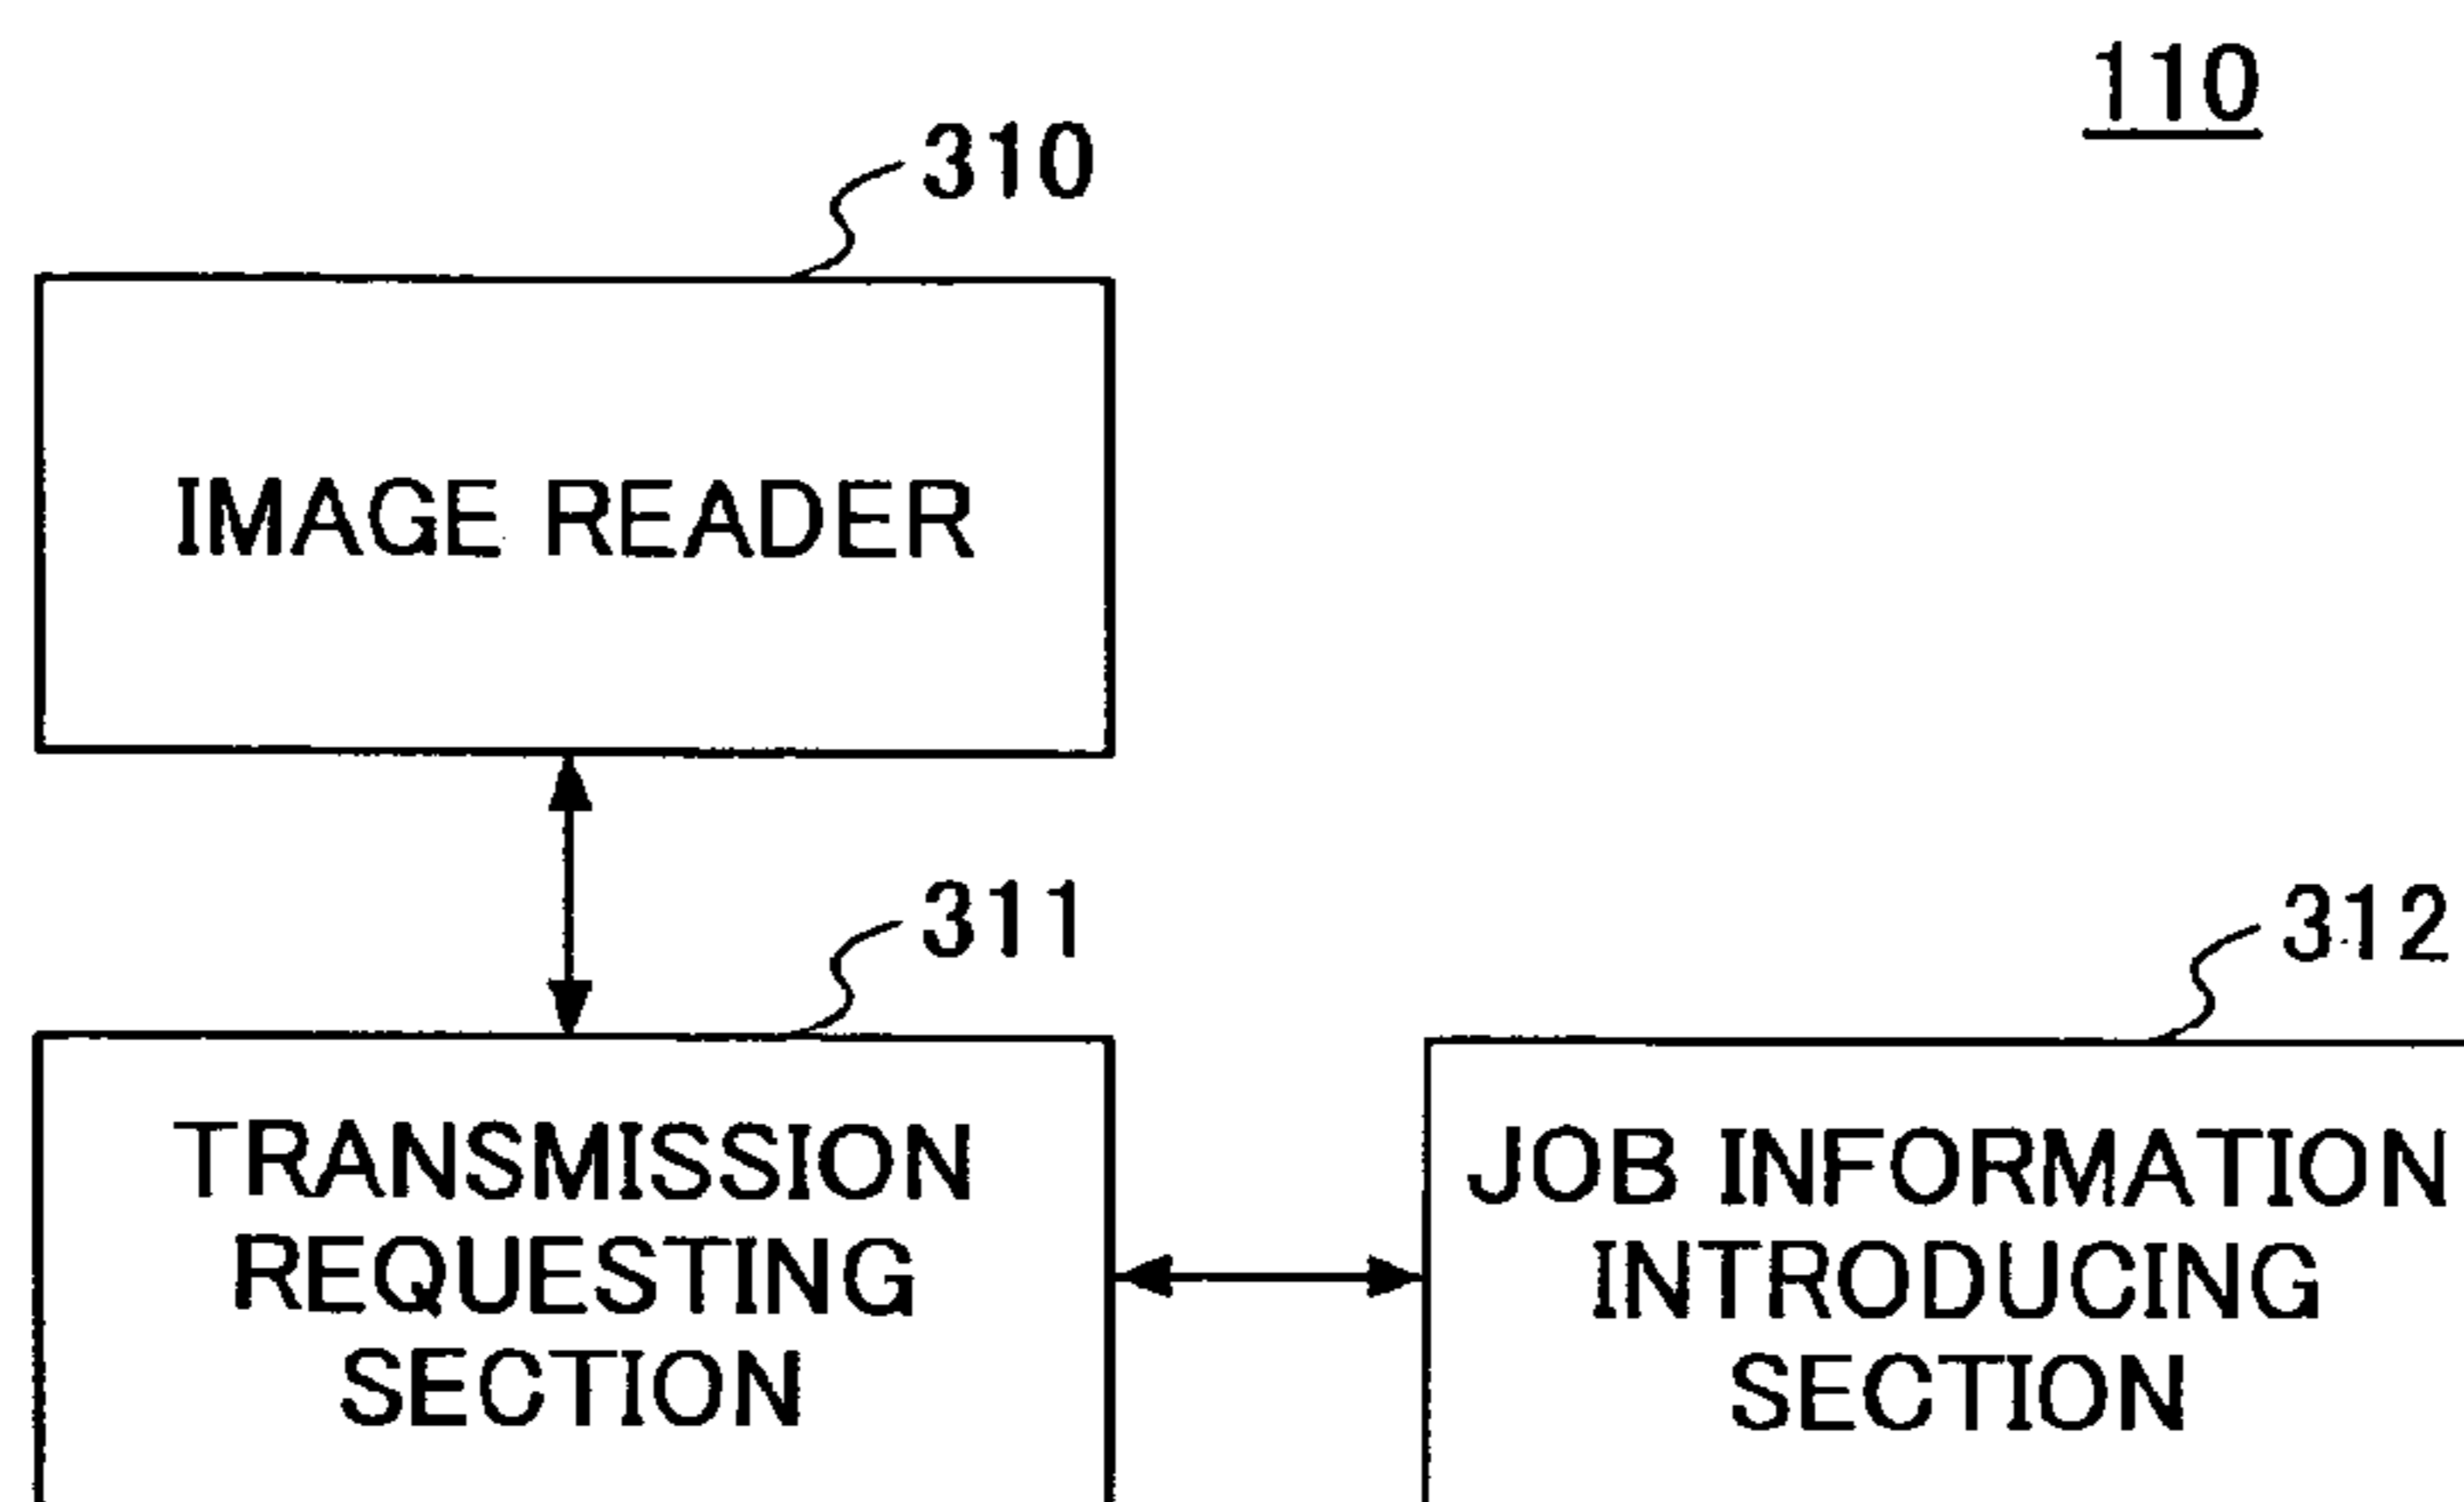 110
310
IMAGE READER
311
312
TRANSMISSION
REQUESTING
SECTION
JOB INFORMATION
INTRODUCING
SECTION